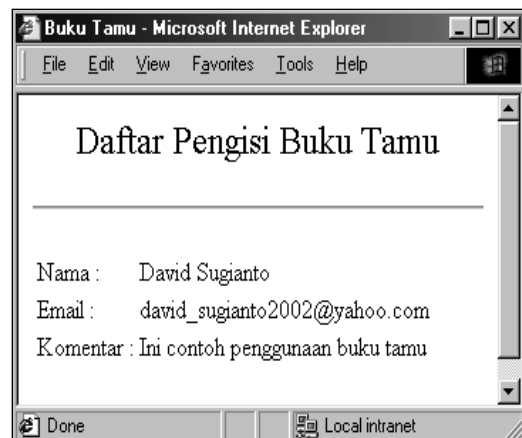 Buku Tamu - Microsoft Internet Explorer
File Edit View Favorites Tools Help
Daftar Pengisi Buku Tamu
Nama : David Sugianto
Email : david_sugianto2002@yahoo.com
Komentar : Ini contoh penggunaan buku tamu
Done Local intranet